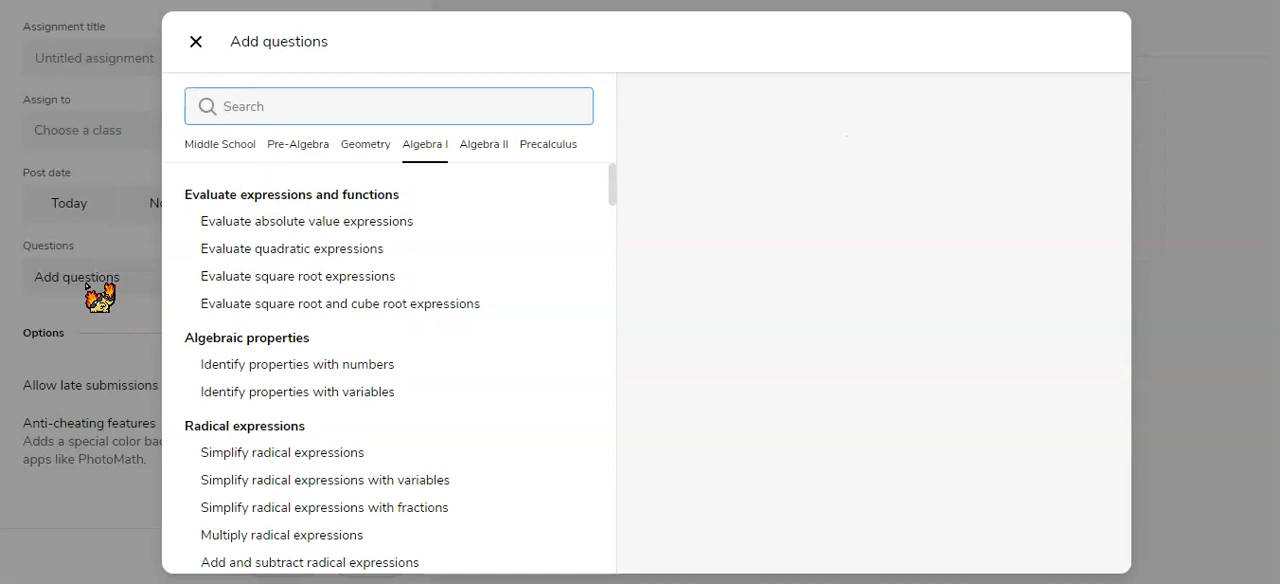 Assignment title
Untitled assignment
Assign to
Choose a class
Post date
Today
Questions
Add questions
Options
Allow late submissions
Anti-cheating features
Adds a special color
apps like PhotoMath.
Add questions
Search
Middle School Pre-Algebra Geometry Algebra I Algebra II Precalculus
Evaluate expressions and functions
Evaluate absolute value expressions
Evaluate quadratic expressions
Evaluate square root expressions
Evaluate square root and cube root expressions
Algebraic properties
Identify properties with numbers
Identify properties with variables
Radical expressions
Simplify radical expressions
Simplify radical expressions with variables
Simplify radical expressions with fractions
Multiply radical expressions
Add and subtract radical expressions